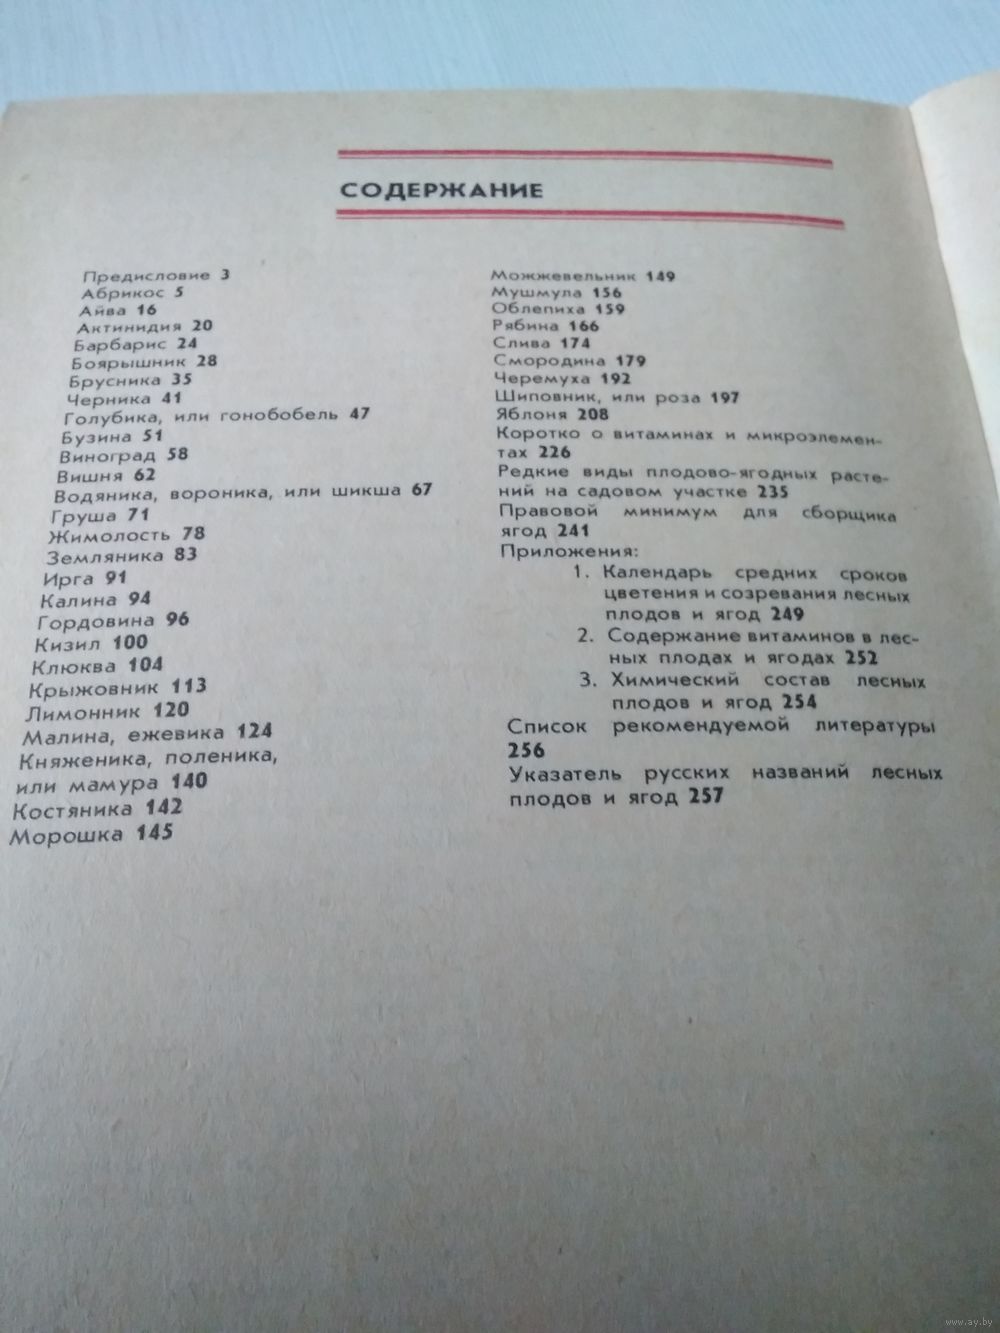 СОДЕРЖАНИЕ
Предисловие 3
Абрикос 5
Айва 16
Актинидия 20
Барбарис 24
Боярышник 28
Брусника 35
Черника 41
Голубика, или гонобобель 47
Бузина 51
Виноград 58
Вишня 62
Водяника, вороника, или шикша 67
Груша 71
Жимолость 78
Земляника 83
Ирга 91
Калина 94
Гордовина 96
Кизил 100
Клюква 104
Крыжовник 113
Лимонник 120
Малина, ежевика 124
Княженика, поленика,
или мамура 140
Костяника 142
Морошка 145
Можжевельник 149
Мушмула 156
Облепиха 159
Рябина 166
Слива 174
Смородина 179
Черемуха 192
Шиповник, или роза 197
Яблоня 208
Коротко о витаминах и микроэлемен-
тах 226
Редкие виды плодово-ягодных расте-
ний на садовом участке 235
Правовой минимум для сборщика
ягод 241
Приложения:
1. Календарь средних сроков
цветения и созревания лесных
плодов и ягод 249
2. Содержание витаминов в лес-
ных плодах и ягодах 252
3. Химический состав лесных
плодов и ягод 254
Список рекомендуемой литературы
256
Указатель русских названий лесных
плодов и ягод 257
www.ay.by